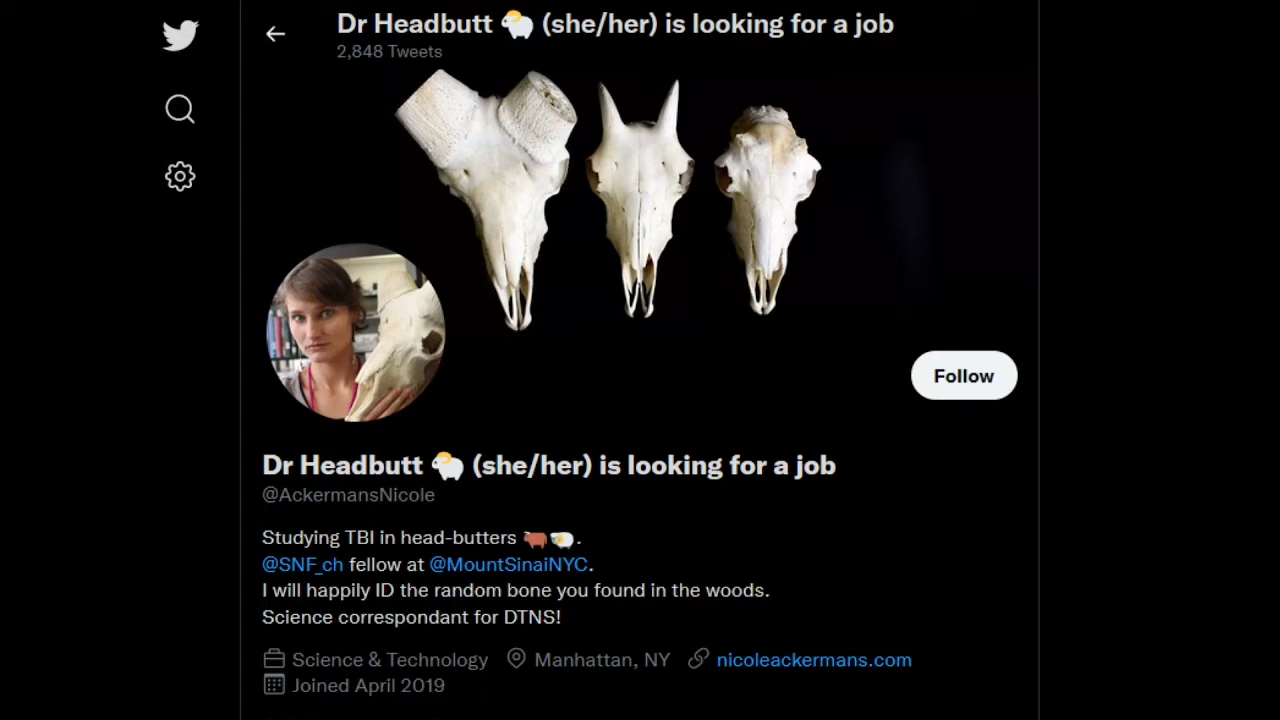 Dr Headbutt 🐏 (she/her) is looking for a job
2,848 Tweets
Follow
Dr Headbutt 🐏 (she/her) is looking for a job
@AckermansNicole
Studying TBI in head-butters 🐂🐏.
@SNF_ch fellow at @MountSinaiNYC.
I will happily ID the random bone you found in the woods.
Science correspondant for DTNS!
Science & Technology Manhattan, NY nicoleackermans.com
Joined April 2019